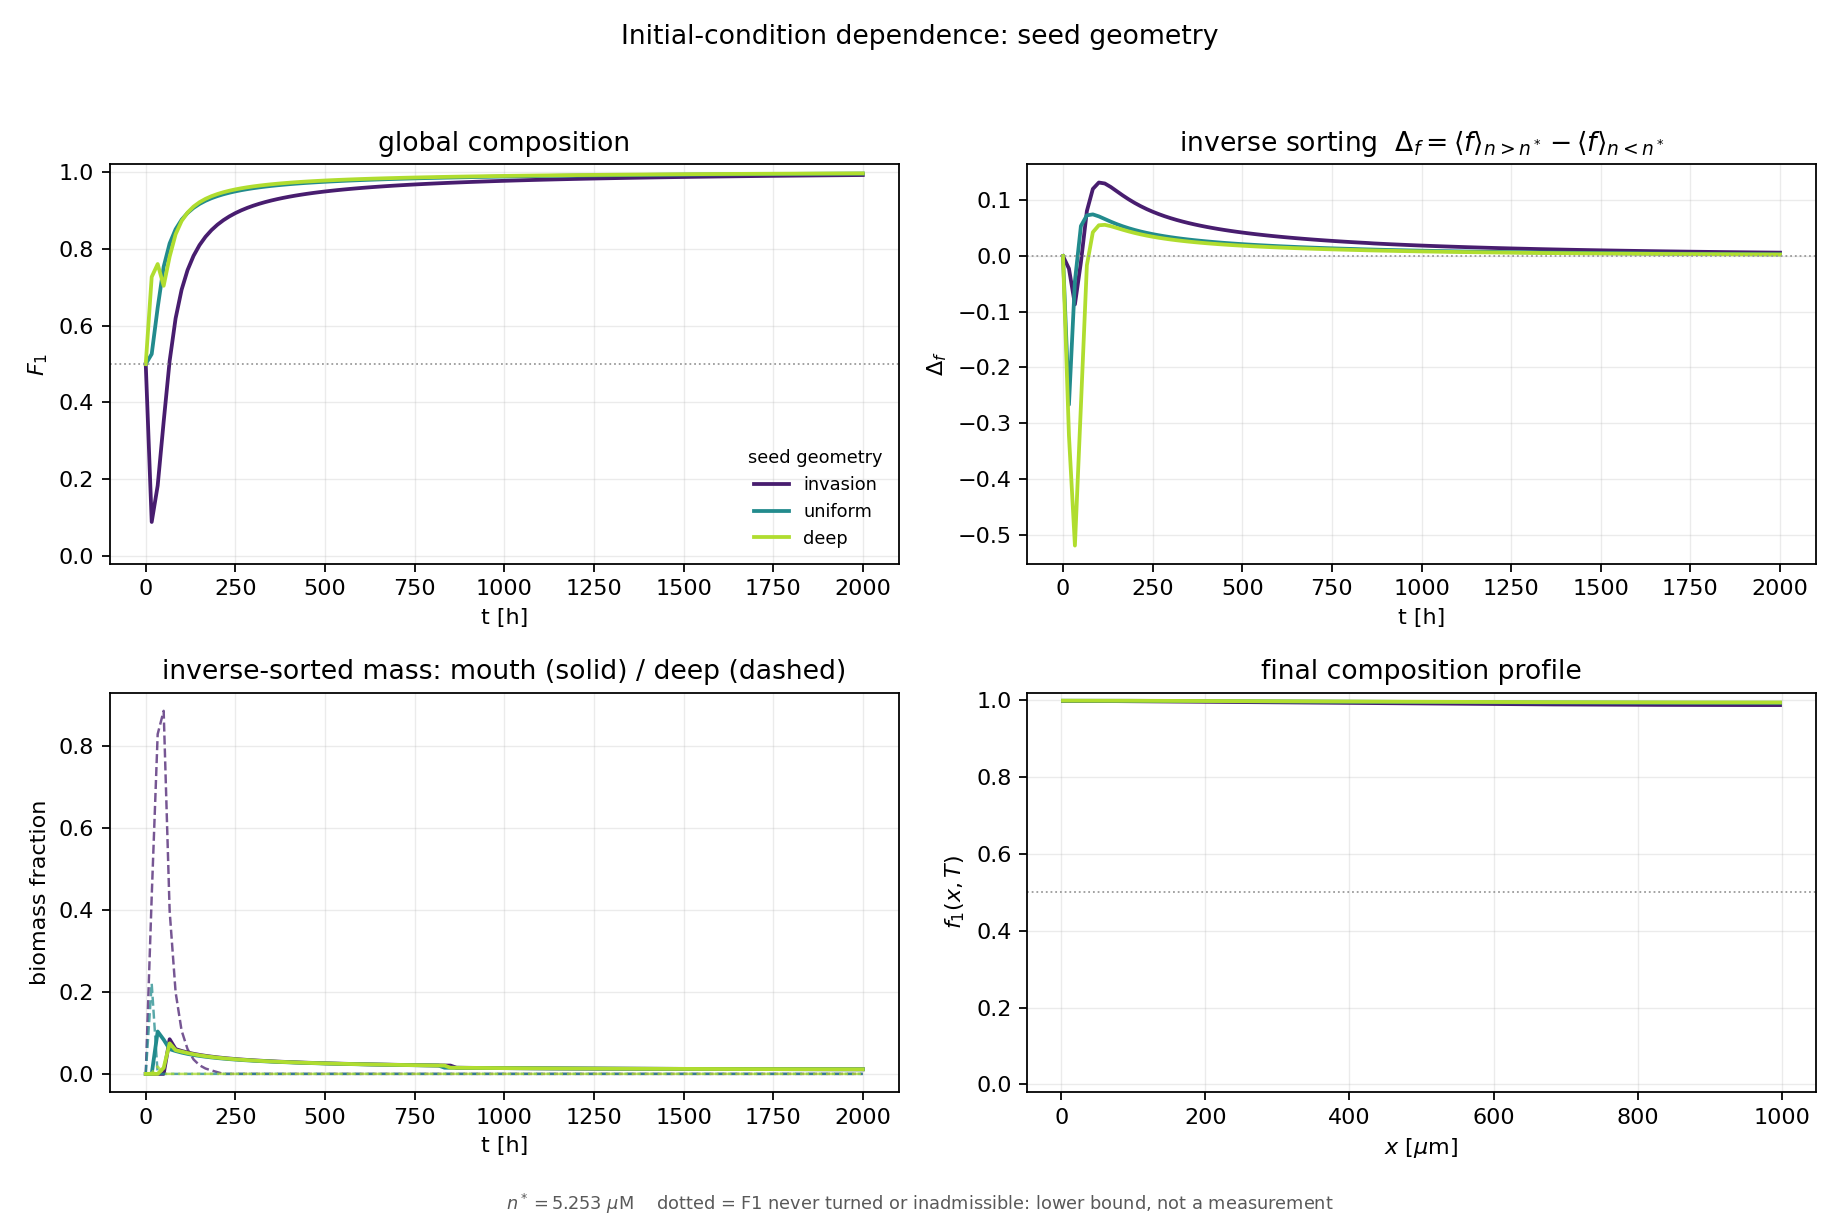 Initial-condition dependence: seed geometry
global composition
1.0
0.8
0.6
0.4
0.2
0.0
F₁
0 250 500 750 1000 1250 1500 1750 2000
t [h]
seed geometry
invasion
uniform
deep
inverse sorting Δ_f = ⟨f⟩_{n>n*} − ⟨f⟩_{n<n*}
0.1
0.0
−0.1
−0.2
−0.3
−0.4
−0.5
Δ_f
0 250 500 750 1000 1250 1500 1750 2000
t [h]
inverse-sorted mass: mouth (solid) / deep (dashed)
0.8
0.6
0.4
0.2
0.0
biomass fraction
0 250 500 750 1000 1250 1500 1750 2000
t [h]
final composition profile
1.0
0.8
0.6
0.4
0.2
0.0
f₁(x, T)
0 200 400 600 800 1000
x [μm]
n* = 5.253 μM dotted = F1 never turned or inadmissible: lower bound, not a measurement